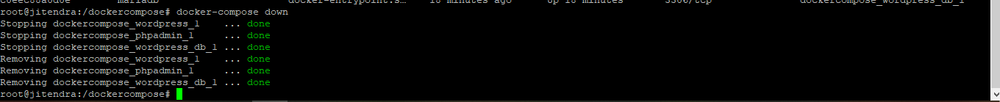 c0eec88a0d0e        mariadb             "docker-entrypoint.s…"   18 minutes ago      Up 18 minutes       3306/tcp            dockercompose_wordpress_db_1
root@jitendra:/dockercompose# docker-compose down
Stopping dockercompose_wordpress_1    ... done
Stopping dockercompose_phpadmin_1     ... done
Stopping dockercompose_wordpress_db_1 ... done
Removing dockercompose_wordpress_1    ... done
Removing dockercompose_phpadmin_1     ... done
Removing dockercompose_wordpress_db_1 ... done
root@jitendra:/dockercompose#